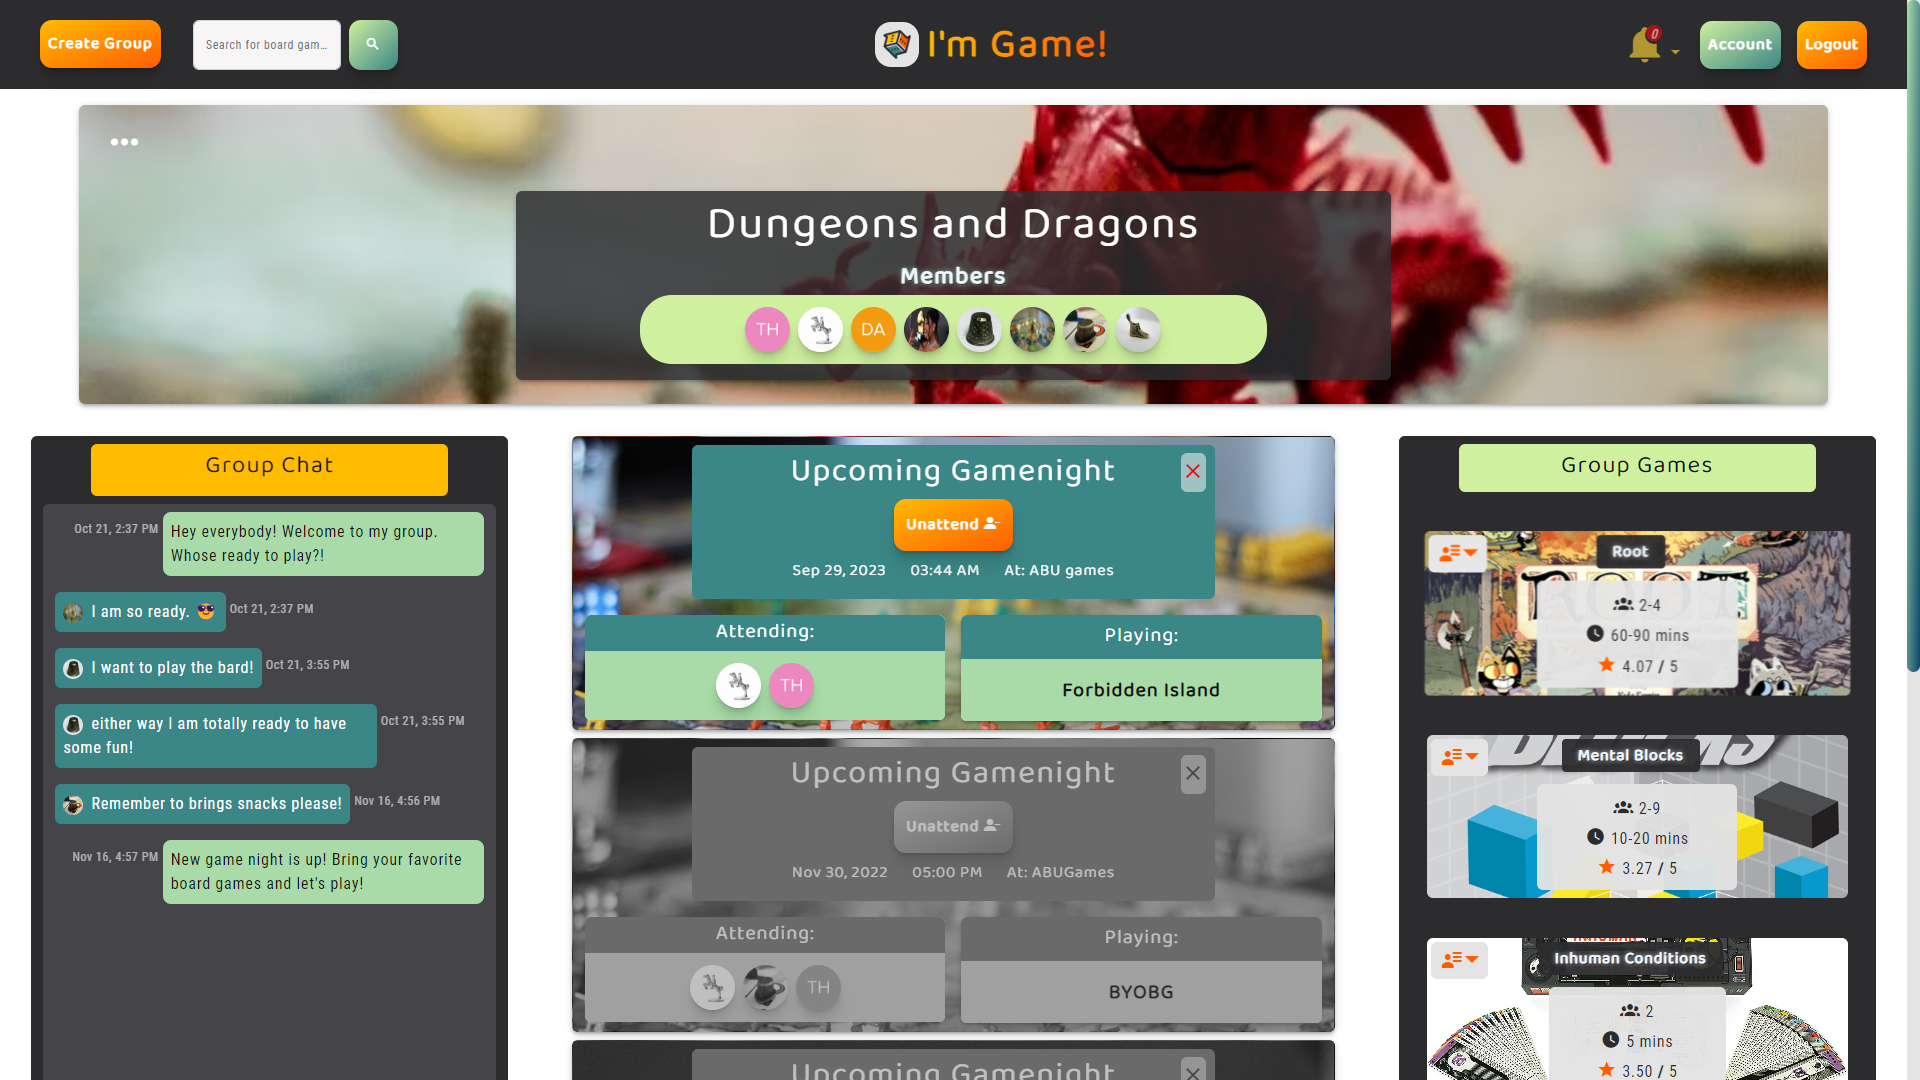 Create Group
Search for board gam...
I'm Game!
0
Account
Logout
Dungeons and Dragons
Members
TH
DA
Group Chat
Oct 21, 2:37 PM
Hey everybody! Welcome to my group.
Whose ready to play?!
I am so ready. 😎
Oct 21, 2:37 PM
I want to play the bard!
Oct 21, 3:55 PM
either way I am totally ready to have
some fun!
Oct 21, 3:55 PM
Remember to brings snacks please!
Nov 16, 4:56 PM
Nov 16, 4:57 PM
New game night is up! Bring your favorite
board games and let's play!
Upcoming Gamenight
Unattend
Sep 29, 2023 03:44 AM At: ABU games
Attending:
TH
Playing:
Forbidden Island
Upcoming Gamenight
Unattend
Nov 30, 2022 05:00 PM At: ABUGames
Attending:
TH
Playing:
BYOBG
Upcoming Gamenight
Group Games
Root
ROOT
2-4
60-90 mins
4.07 / 5
Mental Blocks
2-9
10-20 mins
3.27 / 5
Inhuman Conditions
2
5 mins
3.50 / 5